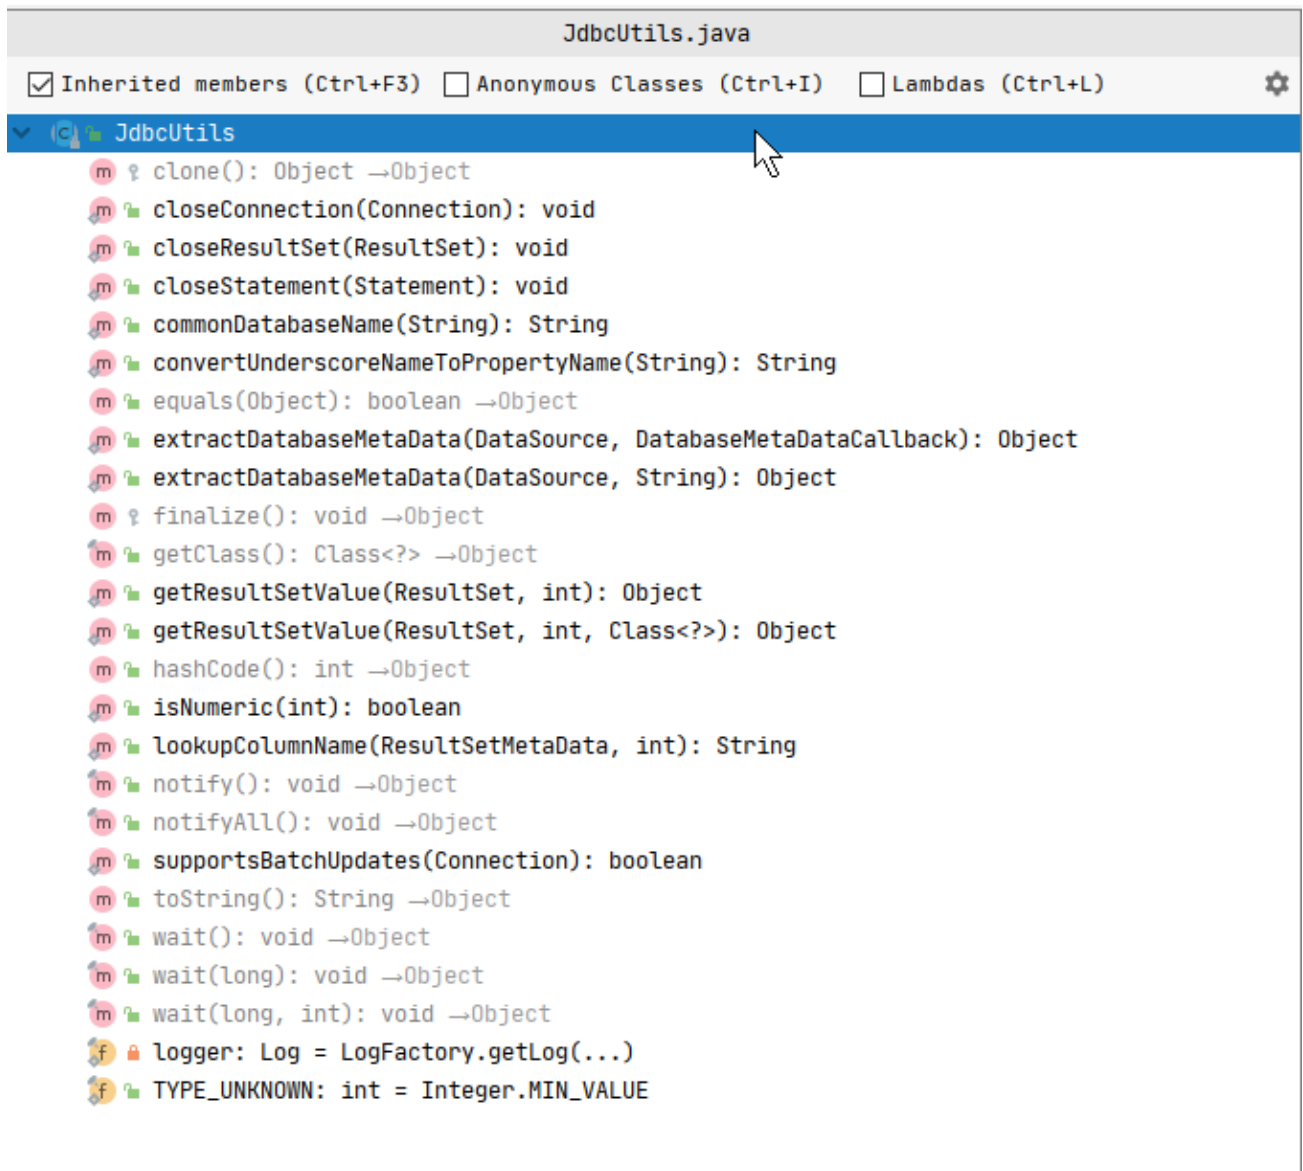 JdbcUtils.java
Inherited members (Ctrl+F3) Anonymous Classes (Ctrl+I) Lambdas (Ctrl+L)
JdbcUtils
clone(): Object →Object
closeConnection(Connection): void
closeResultSet(ResultSet): void
closeStatement(Statement): void
commonDatabaseName(String): String
convertUnderscoreNameToPropertyName(String): String
equals(Object): boolean →Object
extractDatabaseMetaData(DataSource, DatabaseMetaDataCallback): Object
extractDatabaseMetaData(DataSource, String): Object
finalize(): void →Object
getClass(): Class<?> →Object
getResultSetValue(ResultSet, int): Object
getResultSetValue(ResultSet, int, Class<?>): Object
hashCode(): int →Object
isNumeric(int): boolean
lookupColumnName(ResultSetMetaData, int): String
notify(): void →Object
notifyAll(): void →Object
supportsBatchUpdates(Connection): boolean
toString(): String →Object
wait(): void →Object
wait(long): void →Object
wait(long, int): void →Object
logger: Log = LogFactory.getLog(...)
TYPE_UNKNOWN: int = Integer.MIN_VALUE